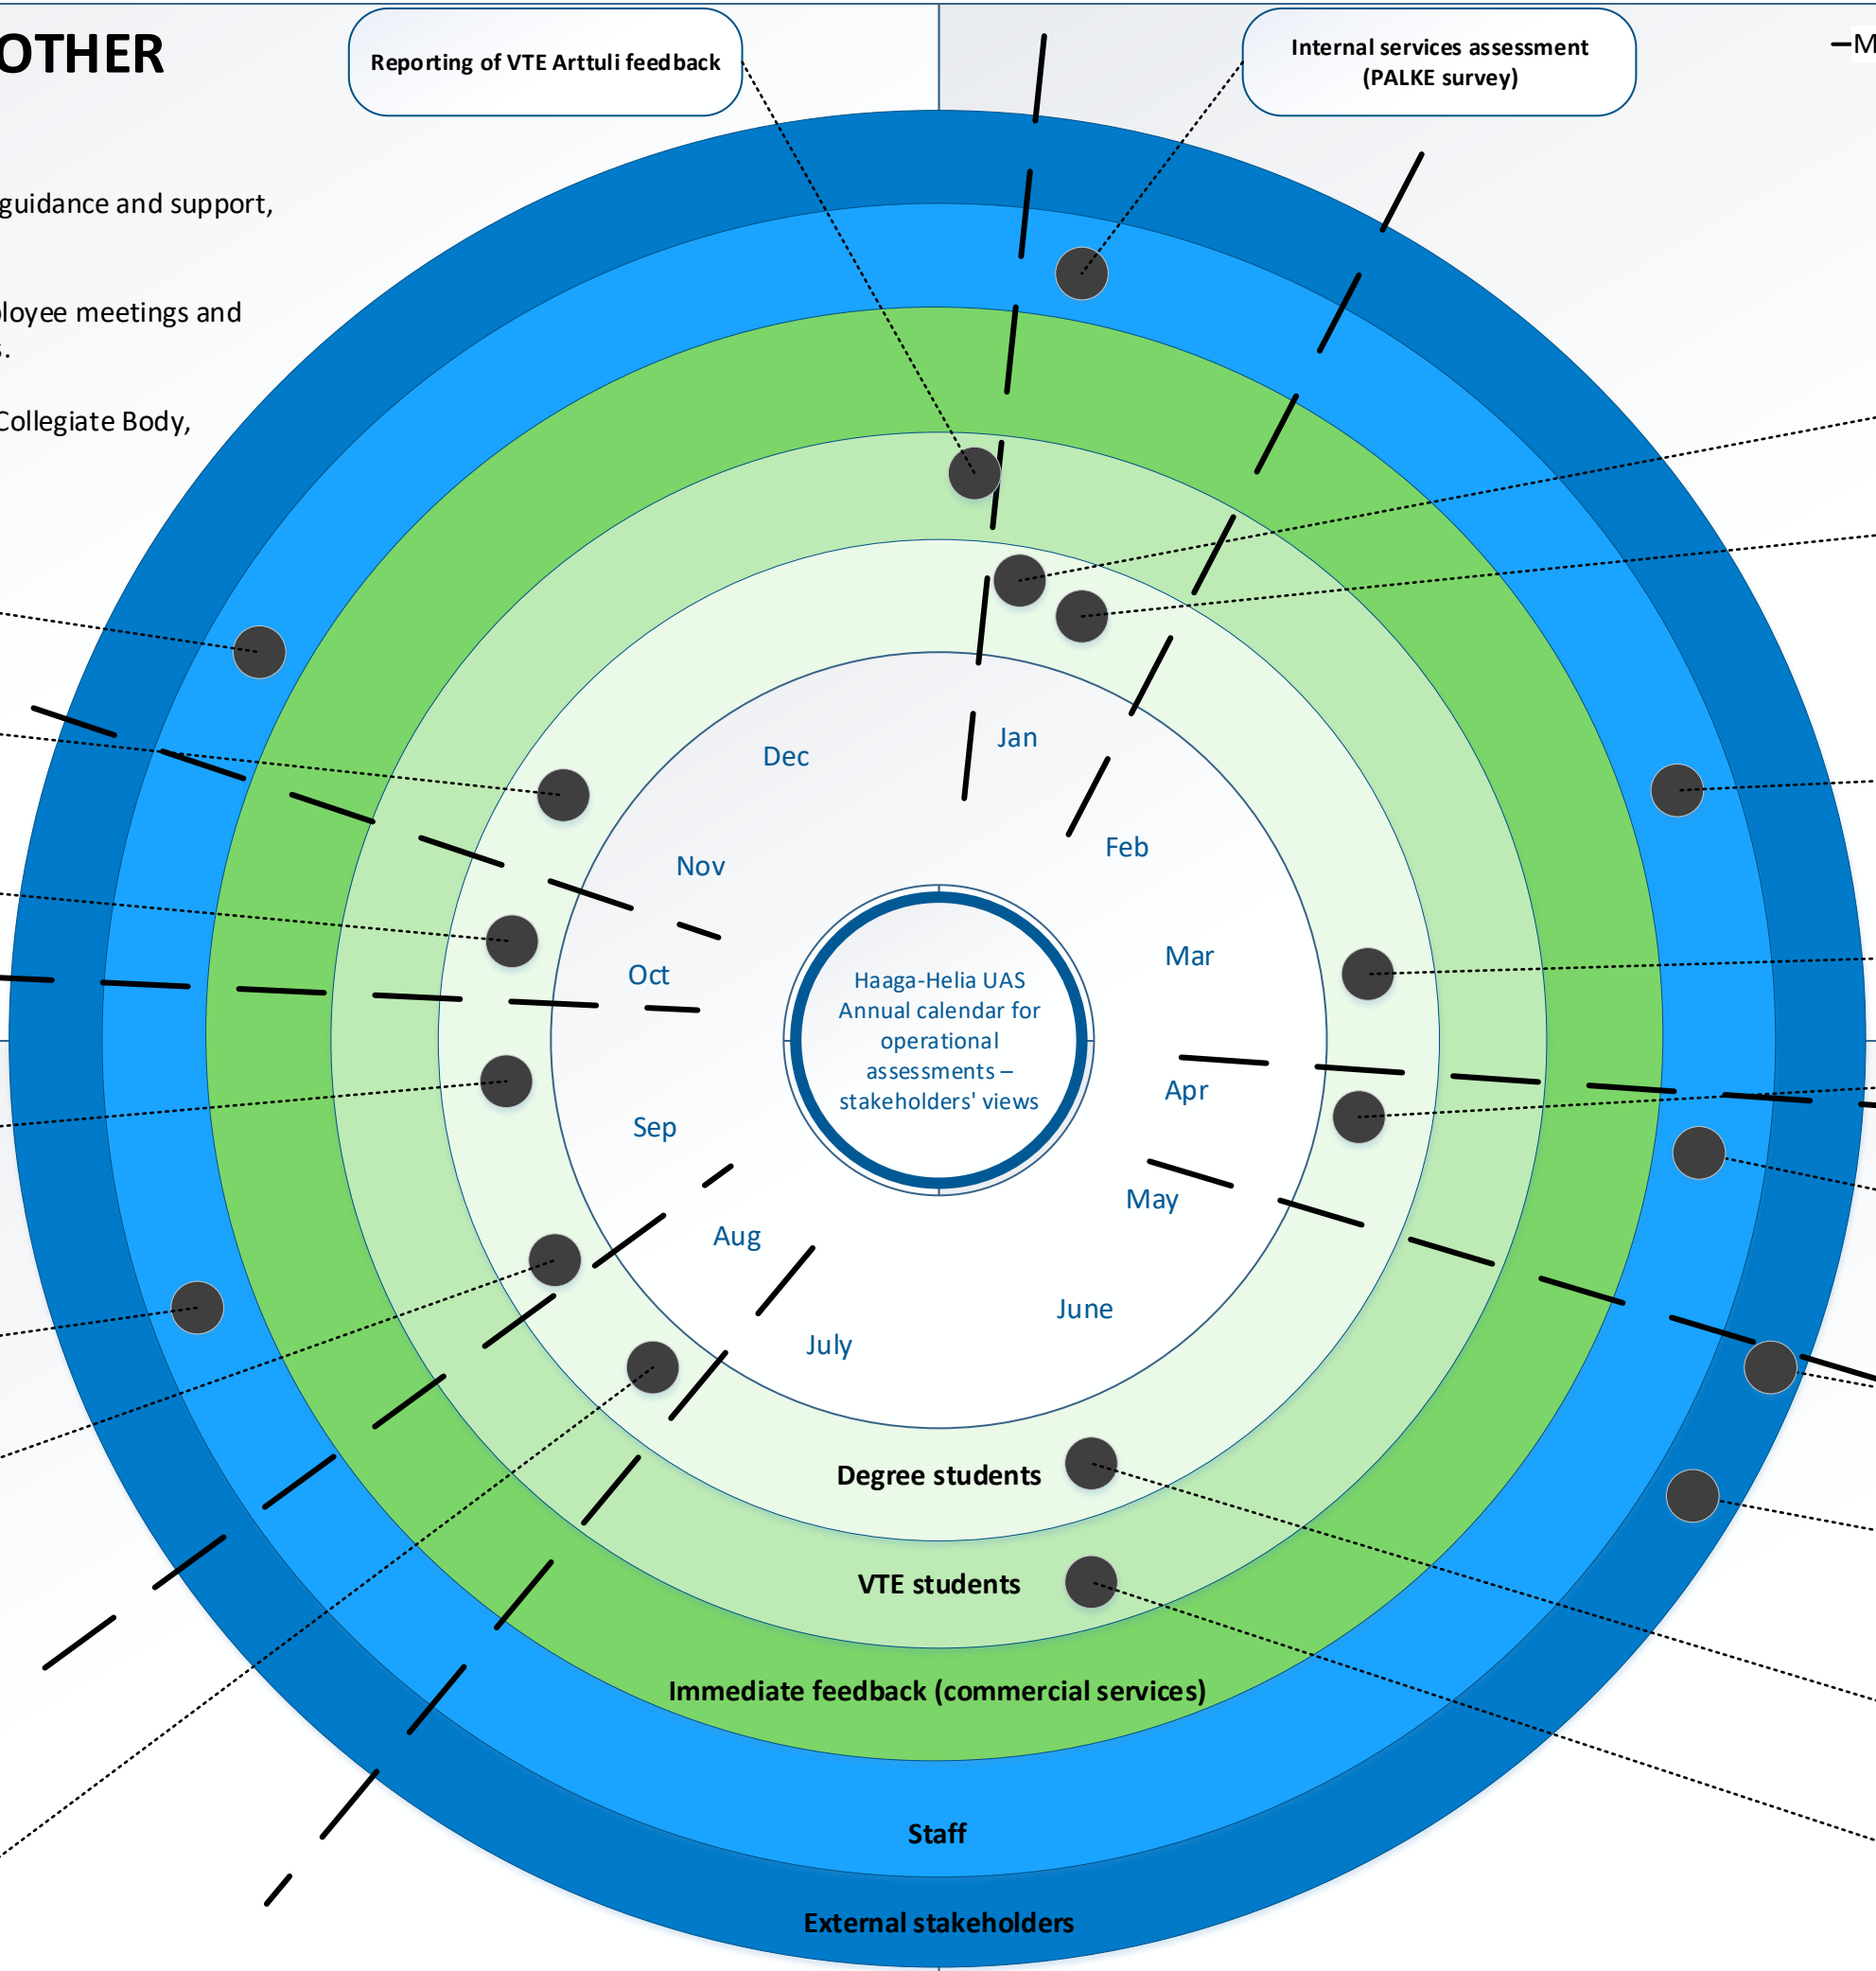 OTHER
Reporting of VTE Arttuli feedback
Internal services assessment
(PALKE survey)
guidance and support,
meetings and
Collegiate Body,
Jan
Dec
Feb
Nov
Mar
Oct
Haaga-Helia UAS
Annual calendar for
operational
assessments –
stakeholders' views
Apr
Sep
May
Aug
June
July
Degree students
VTE students
Immediate feedback (commercial services)
Staff
External stakeholders